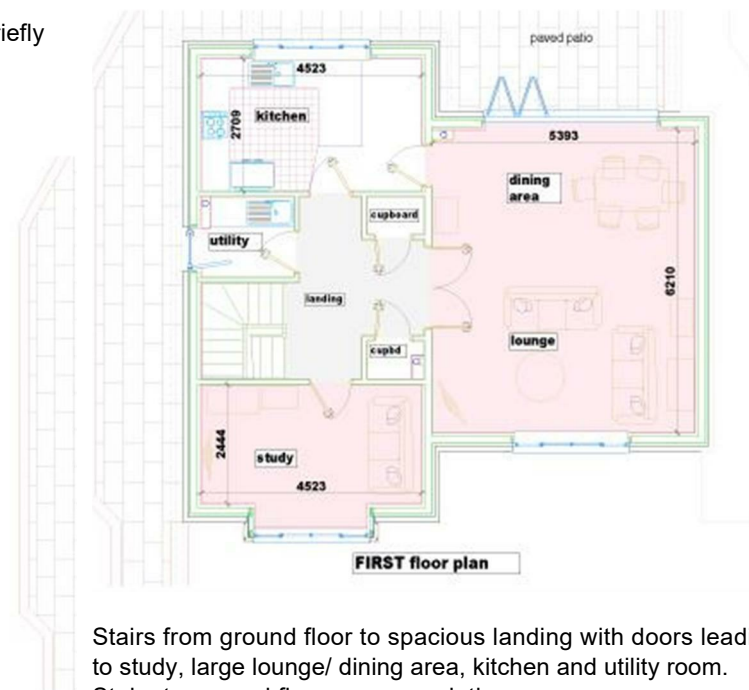 iefly
paved patio
4523
kitchen
2709
5393
dining
area
cupboard
utility
landing
6210
lounge
cupbd
2444
study
4523
FIRST floor plan
Stairs from ground floor to spacious landing with doors lead
to study, large lounge/ dining area, kitchen and utility room.